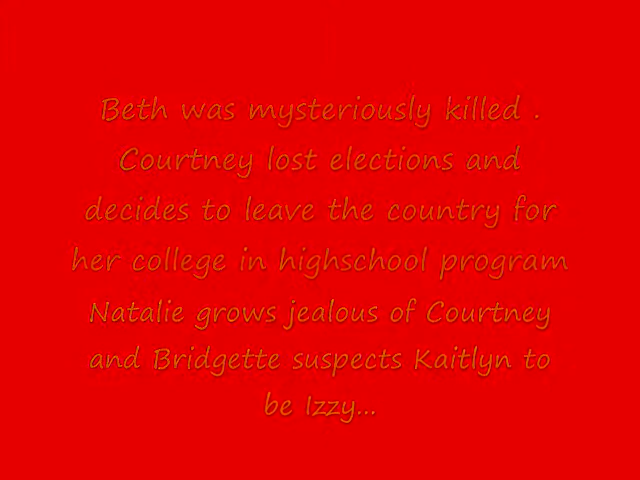 Beth was mysteriously killed .
Courtney lost elections and
decides to leave the country for
her college in highschool program
Natalie grows jealous of Courtney
and Bridgette suspects Kaitlyn to
be Izzy...